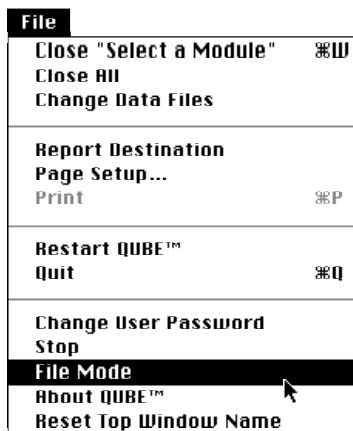 File
Close "Select a Module" ⌘W
Close All
Change Data Files
Report Destination
Page Setup...
Print ⌘P
Restart QUBE™
Quit ⌘Q
Change User Password
Stop
File Mode
About QUBE™
Reset Top Window Name